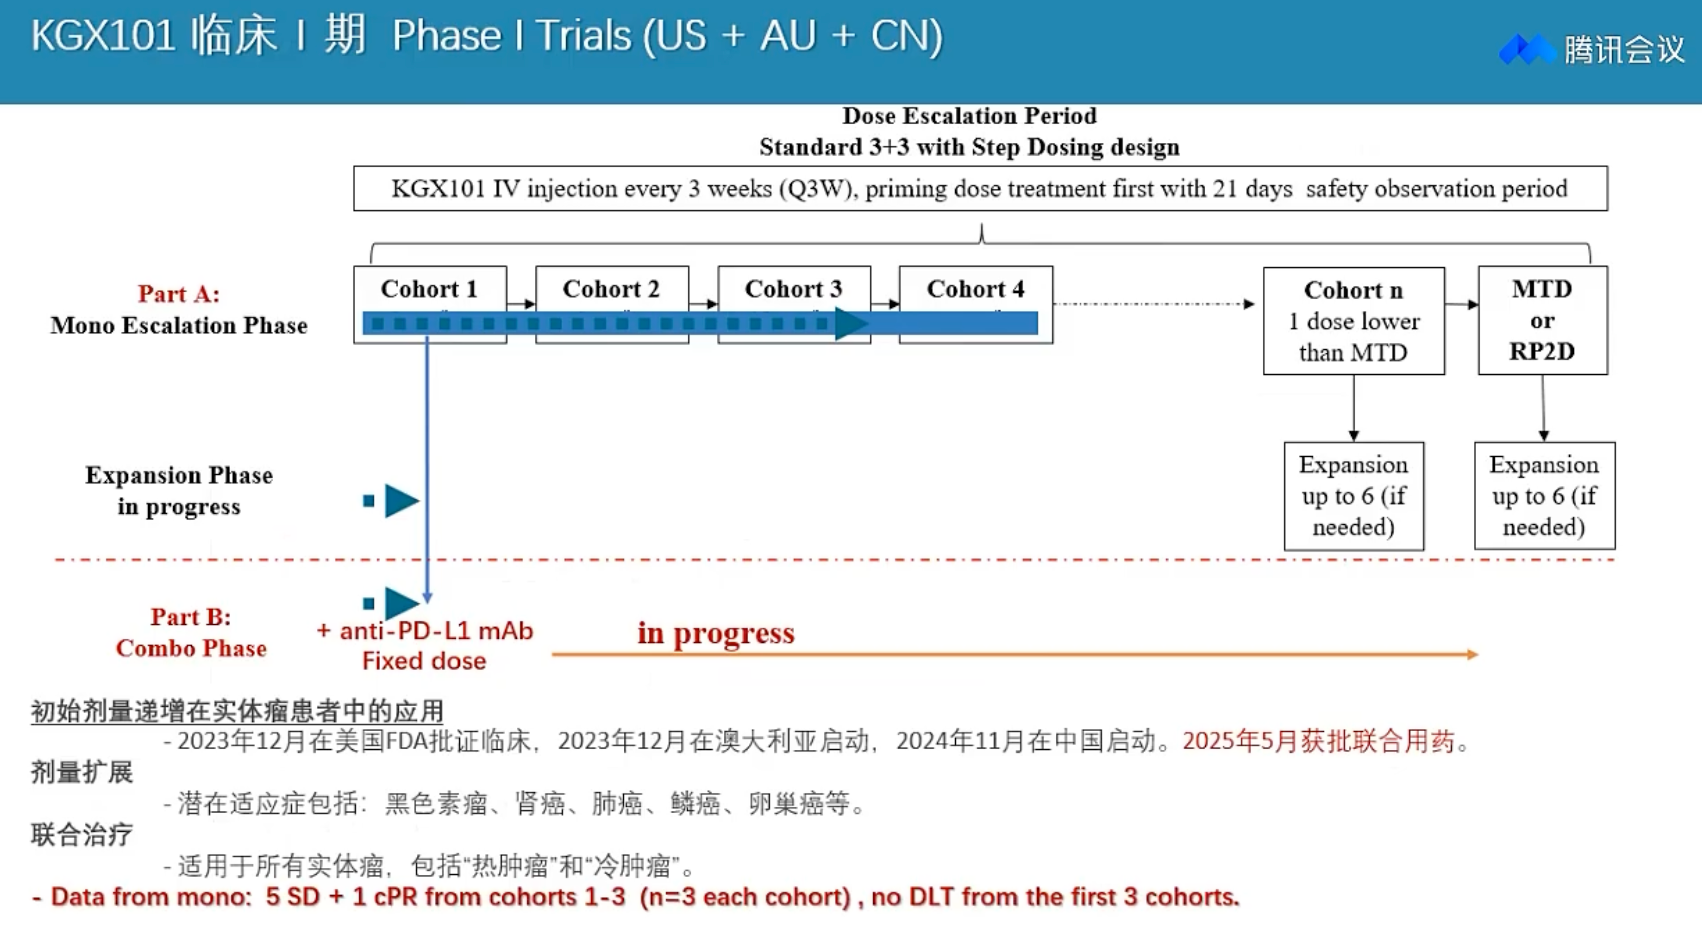 KGX101 临床 I 期 Phase I Trials (US + AU + CN)
腾讯会议
Dose Escalation Period
Standard 3+3 with Step Dosing design
KGX101 IV injection every 3 weeks (Q3W), priming dose treatment first with 21 days safety observation period
Part A:
Mono Escalation Phase
Cohort 1
Cohort 2
Cohort 3
Cohort 4
Cohort n
1 dose lower
than MTD
MTD
or
RP2D
Expansion Phase
in progress
Expansion
up to 6 (if
needed)
Expansion
up to 6 (if
needed)
Part B:
Combo Phase
+ anti-PD-L1 mAb
Fixed dose
in progress
初始剂量递增在实体瘤患者中的应用
- 2023年12月在美国FDA批证临床，2023年12月在澳大利亚启动，2024年11月在中国启动。2025年5月获批联合用药。
剂量扩展
- 潜在适应症包括：黑色素瘤、肾癌、肺癌、鳞癌、卵巢癌等。
联合治疗
- 适用于所有实体瘤，包括“热肿瘤”和“冷肿瘤”。
- Data from mono: 5 SD + 1 cPR from cohorts 1-3 (n=3 each cohort) , no DLT from the first 3 cohorts.